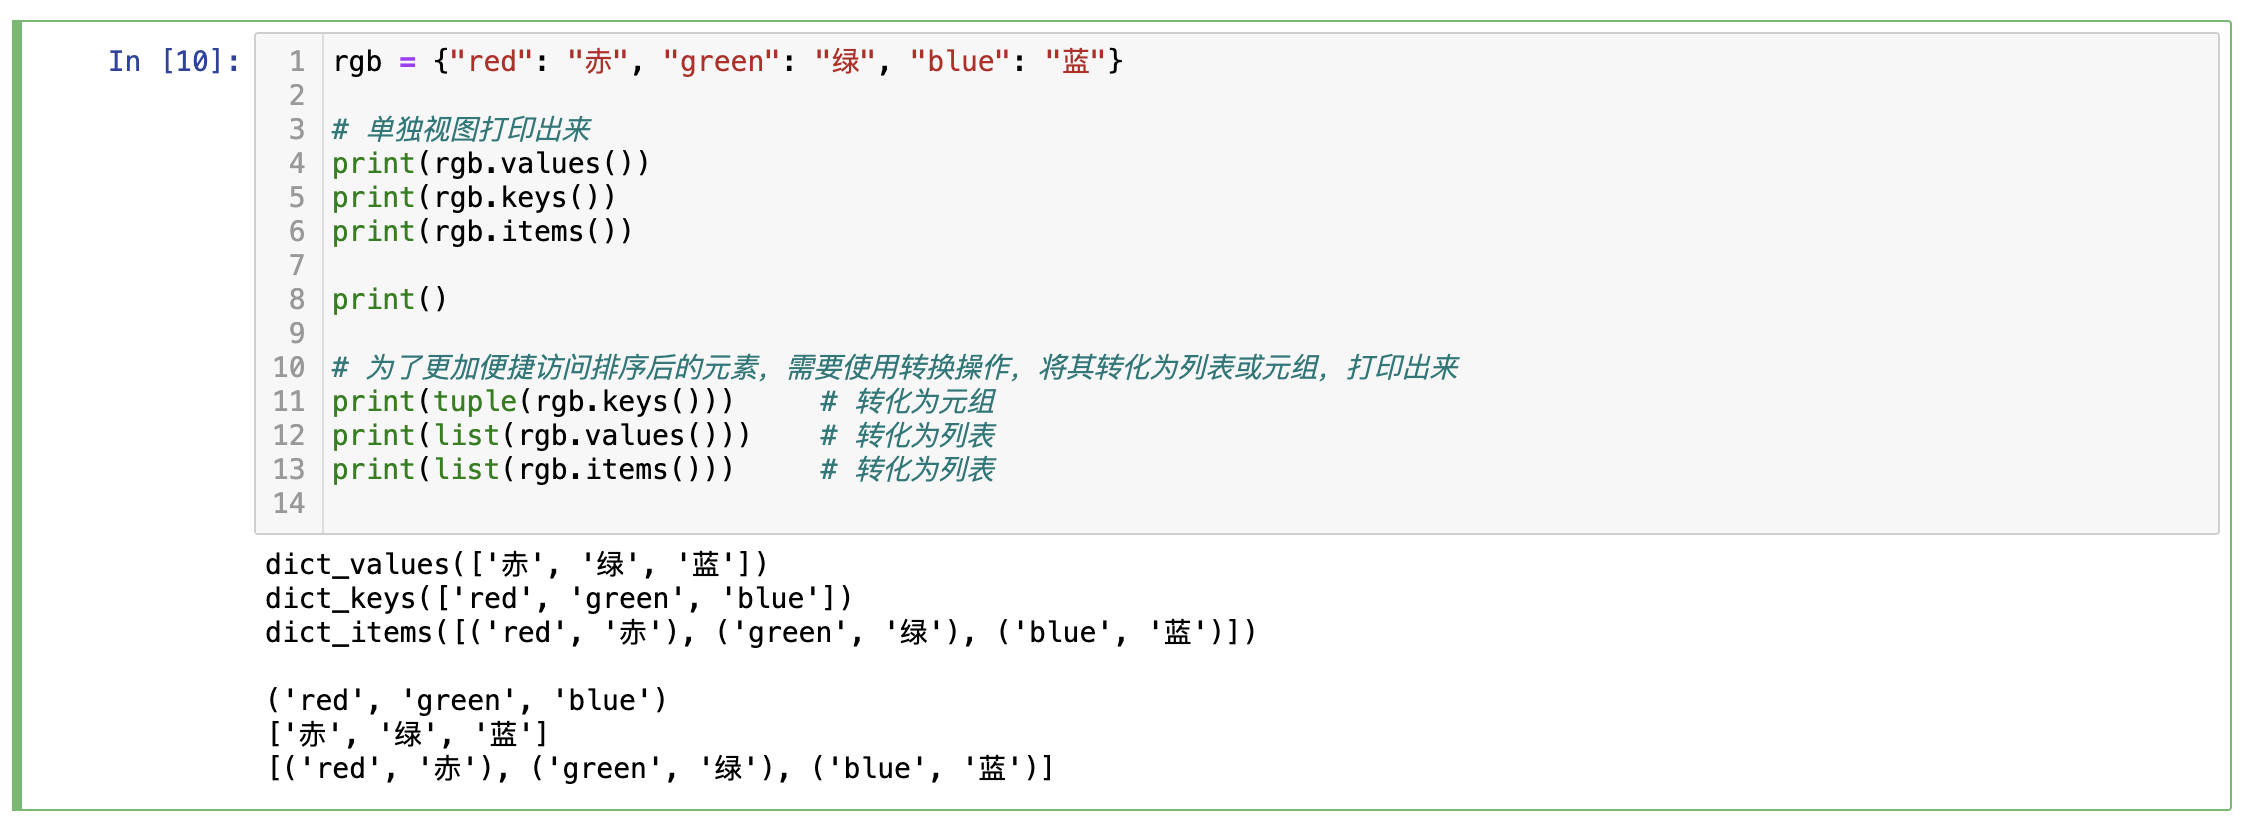 In [10]:
1 rgb = {"red": "赤", "green": "绿", "blue": "蓝"}
2
3 # 单独视图打印出来
4 print(rgb.values())
5 print(rgb.keys())
6 print(rgb.items())
7
8 print()
9
10 # 为了更加便捷访问排序后的元素，需要使用转换操作，将其转化为列表或元组，打印出来
11 print(tuple(rgb.keys()))     # 转化为元组
12 print(list(rgb.values()))    # 转化为列表
13 print(list(rgb.items()))     # 转化为列表
14
dict_values(['赤', '绿', '蓝'])
dict_keys(['red', 'green', 'blue'])
dict_items([('red', '赤'), ('green', '绿'), ('blue', '蓝')])
('red', 'green', 'blue')
['赤', '绿', '蓝']
[('red', '赤'), ('green', '绿'), ('blue', '蓝')]